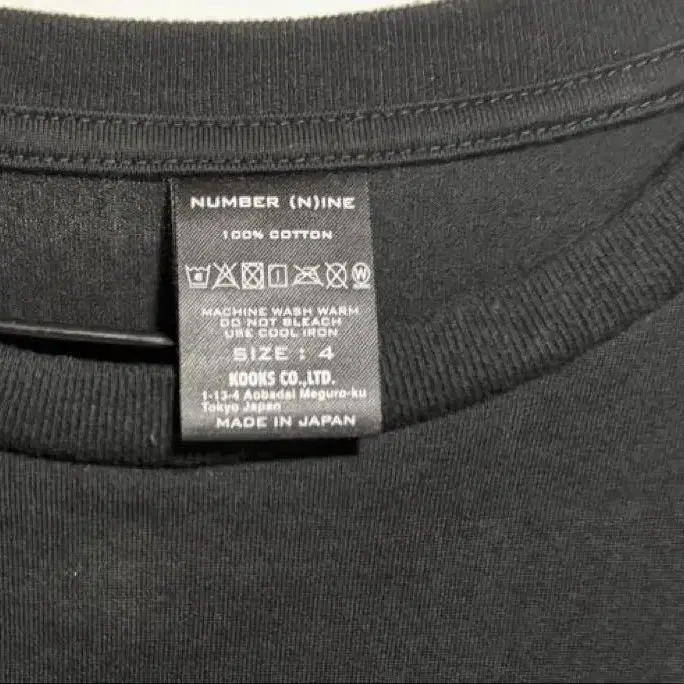 NUMBER (N)INE
100% COTTON
MACHINE WASH WARM
DO NOT BLEACH
USE COOL IRON
SIZE : 4
KOOKS CO.,LTD.
1-13-4 Aobadai Meguro-ku
Tokyo Japan
MADE IN JAPAN